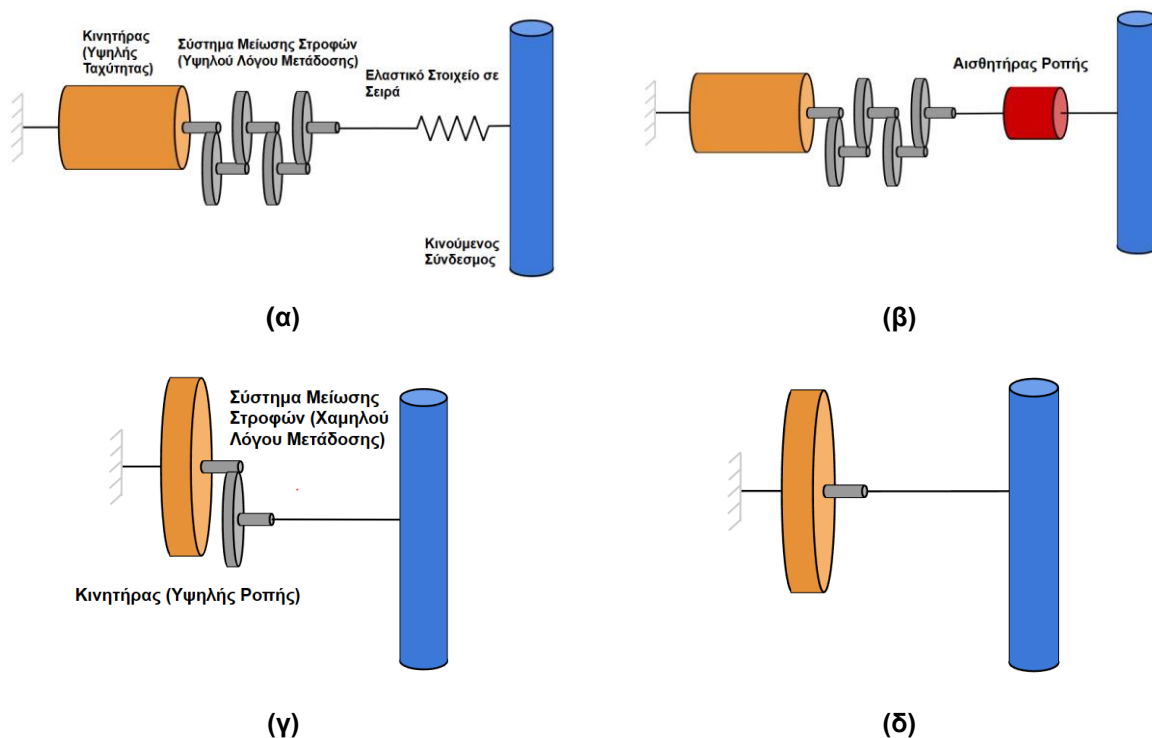 Κινητήρας
(Υψηλής
Ταχύτητας)
Σύστημα Μείωσης Στροφών
(Υψηλού Λόγου Μετάδοσης)
Ελαστικό Στοιχείο σε
Σειρά
Κινούμενος
Σύνδεσμος
(α)
Αισθητήρας Ροπής
(β)
Σύστημα Μείωσης
Στροφών (Χαμηλού
Λόγου Μετάδοσης)
Κινητήρας (Υψηλής Ροπής)
(γ)
(δ)